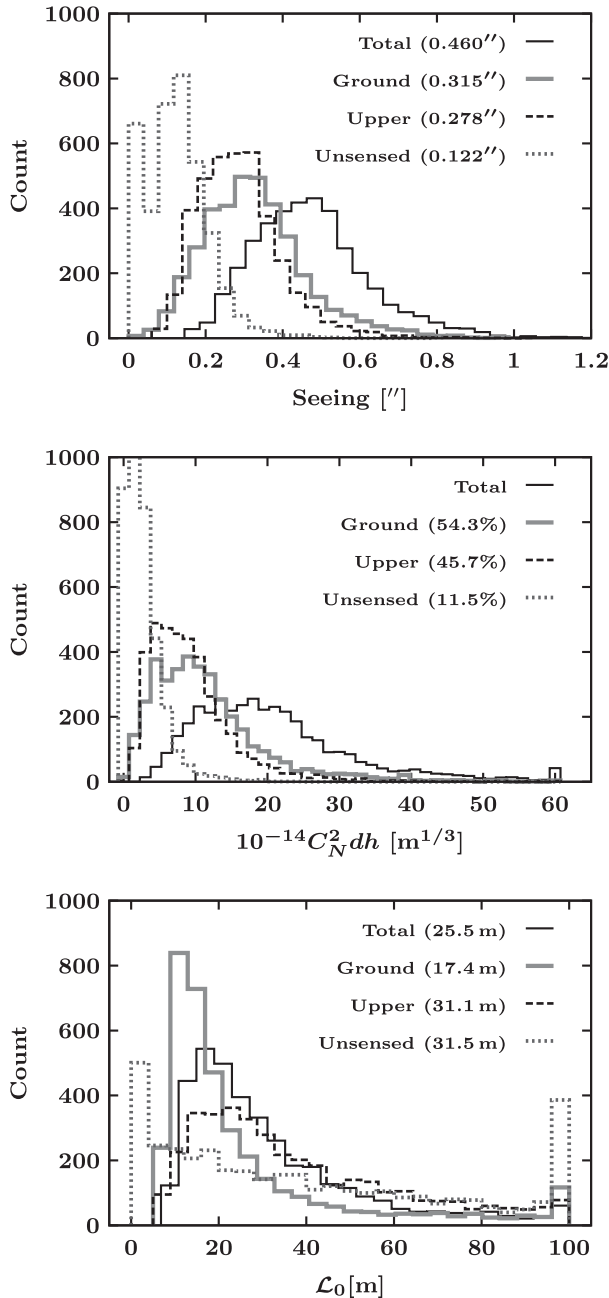 1000
800
600
400
200
0
Count
Total (0.460″)
Ground (0.315″)
Upper (0.278″)
Unsensed (0.122″)
0 0.2 0.4 0.6 0.8 1 1.2
Seeing [″]
1000
800
600
400
200
0
Count
Total
Ground (54.3%)
Upper (45.7%)
Unsensed (11.5%)
0 10 20 30 40 50 60
10⁻¹⁴C²_N dh [m^{1/3}]
1000
800
600
400
200
0
Count
Total (25.5 m)
Ground (17.4 m)
Upper (31.1 m)
Unsensed (31.5 m)
0 20 40 60 80 100
ℒ₀[m]